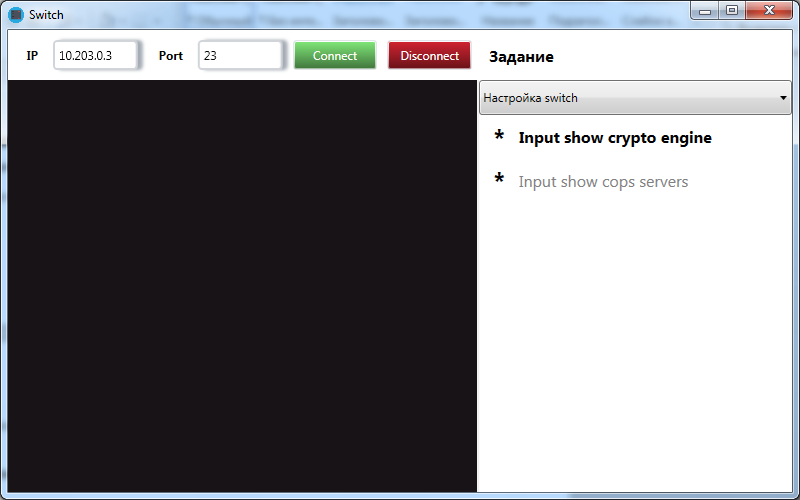 Switch
IP 10.203.0.3 Port 23 Connect Disconnect Задание
Настройка switch
* Input show crypto engine
* Input show cops servers